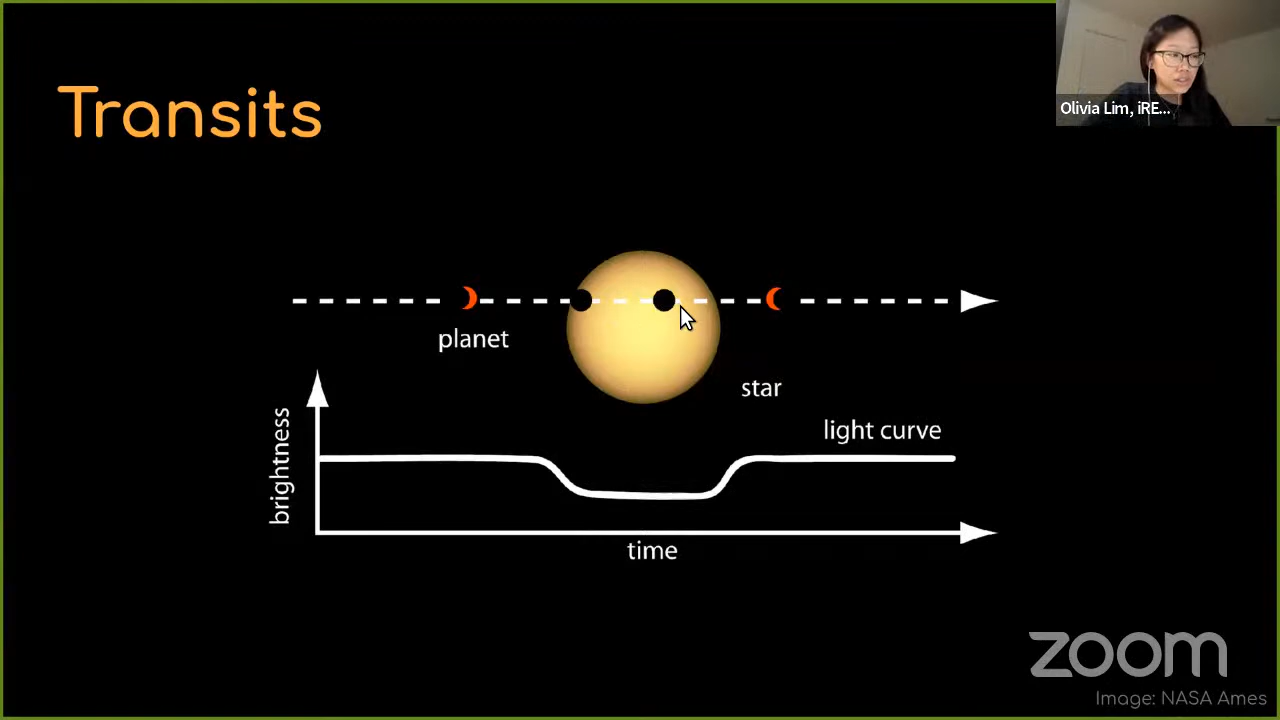 Transits
Olivia Lim, iRE...
planet
star
light curve
brightness
time
zoom
Image: NASA Ames